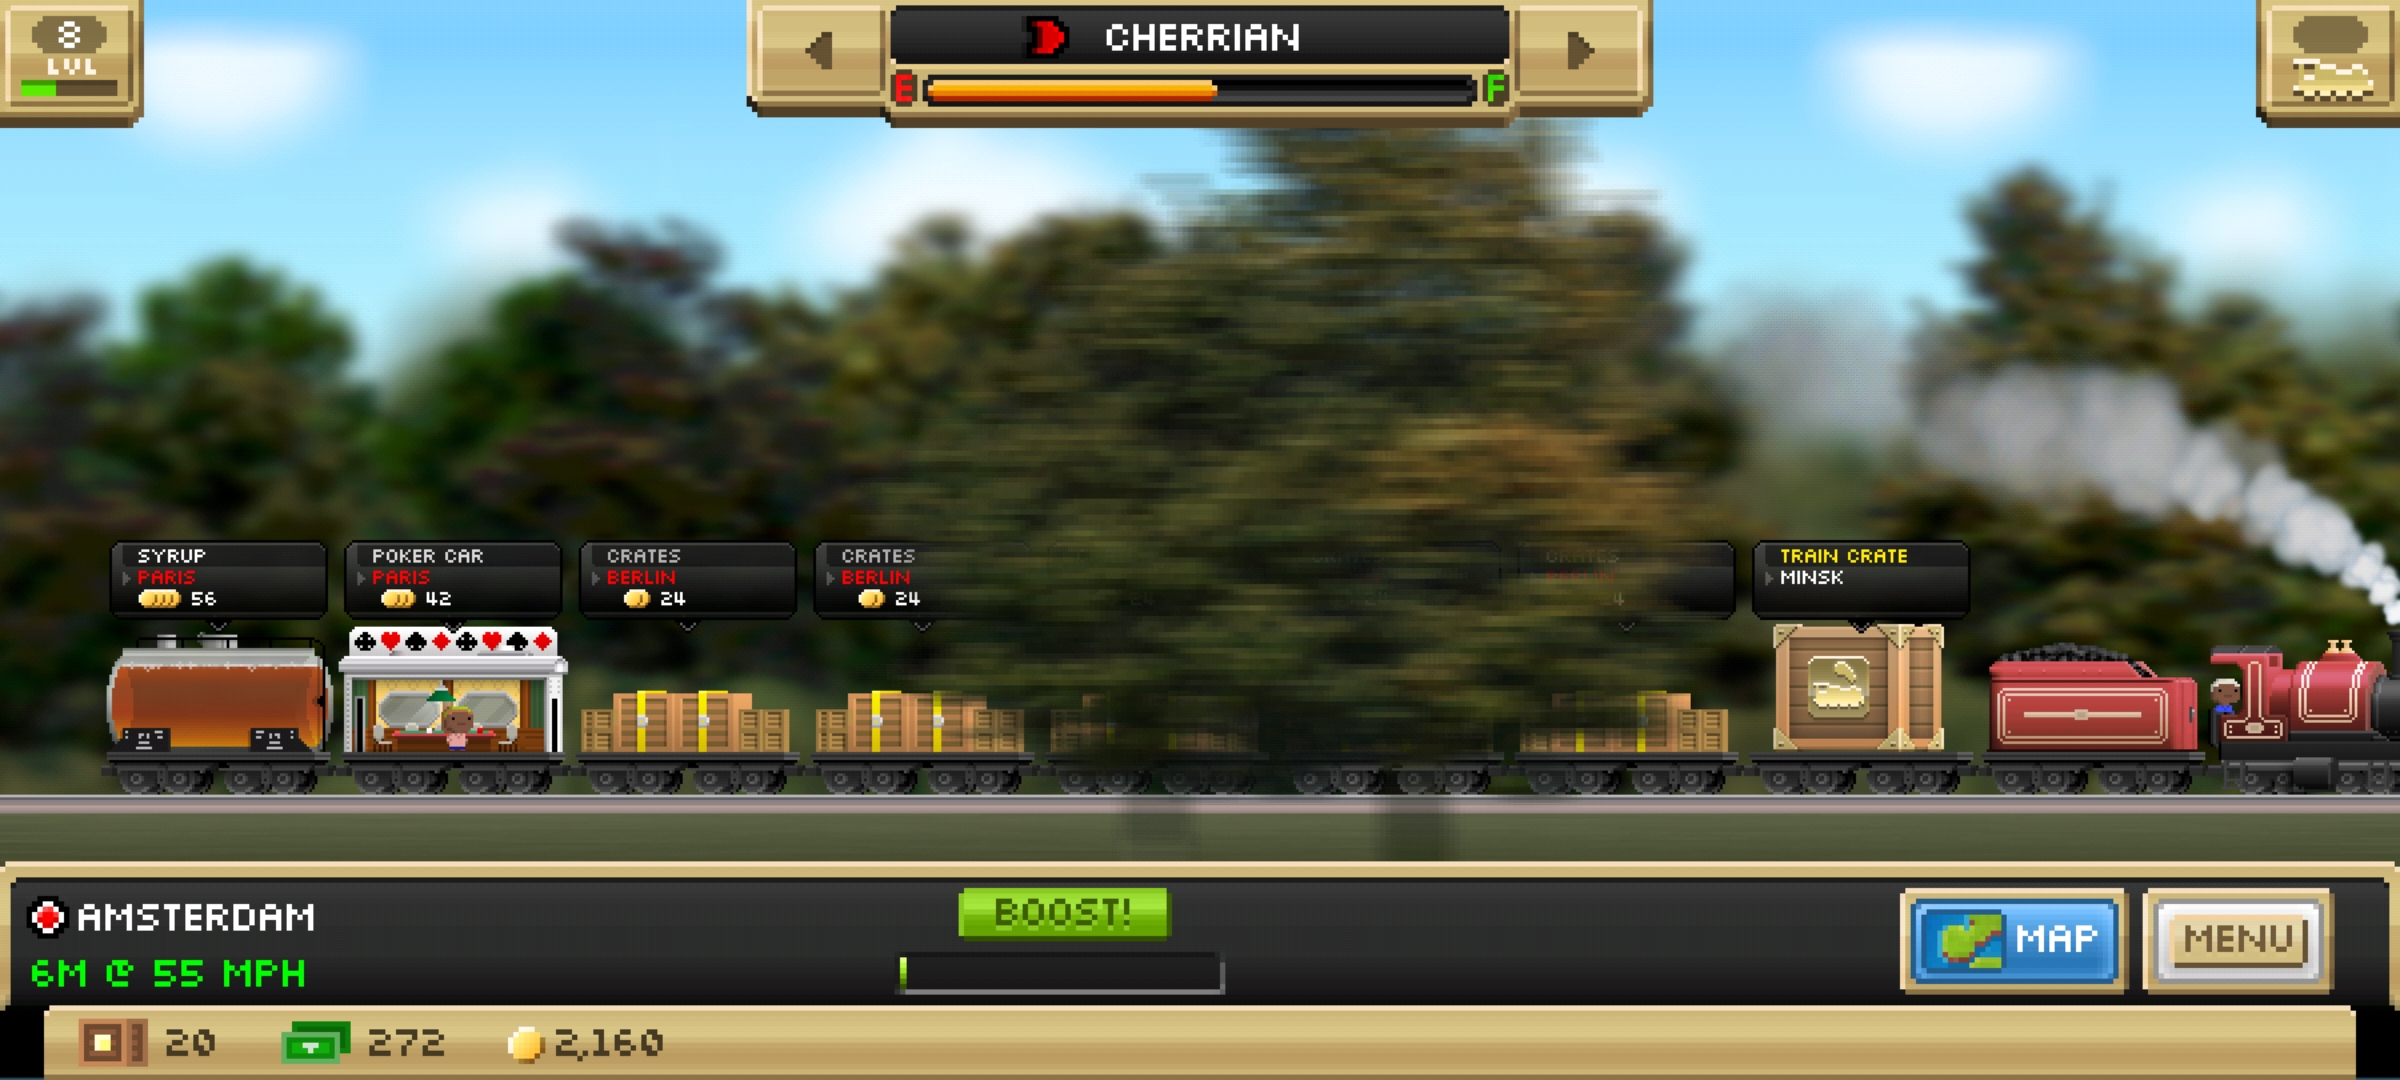 8
LVL
CHERRIAN
E
F
SYRUP
PARIS
56
POKER CAR
PARIS
42
CRATES
BERLIN
24
CRATES
BERLIN
24
CRATES
TRAIN CRATE
MINSK
AMSTERDAM
6M @ 55 MPH
BOOST!
MAP
MENU
20
272
2,160